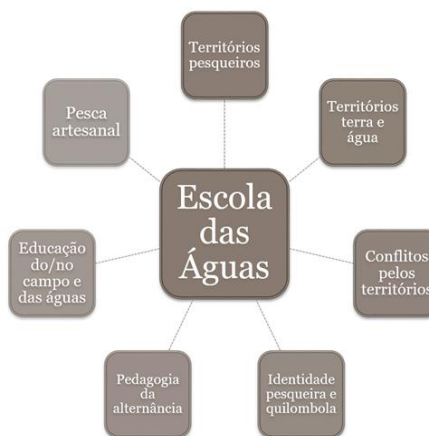 Territórios
pesqueiros
Pesca
artesanal
Territórios
terra e
água
Escola
das
Águas
Educação
do/no
campo e
das águas
Conflitos
pelos
territórios
Pedagogia
da
alternância
Identidade
pesqueira e
quilombola